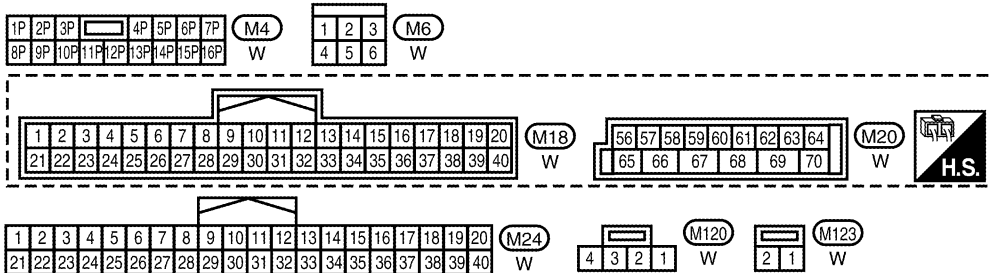 1P 2P 3P 4P 5P 6P 7P M4
8P 9P 10P 11P 12P 13P 14P 15P 16P W
1 2 3 M6
4 5 6 W
1 2 3 4 5 6 7 8 9 10 11 12 13 14 15 16 17 18 19 20 M18
21 22 23 24 25 26 27 28 29 30 31 32 33 34 35 36 37 38 39 40 W
56 57 58 59 60 61 62 63 64 M20
65 66 67 68 69 70 W
H.S.
1 2 3 4 5 6 7 8 9 10 11 12 13 14 15 16 17 18 19 20 M24
21 22 23 24 25 26 27 28 29 30 31 32 33 34 35 36 37 38 39 40 W
M120
4 3 2 1 W
M123
2 1 W